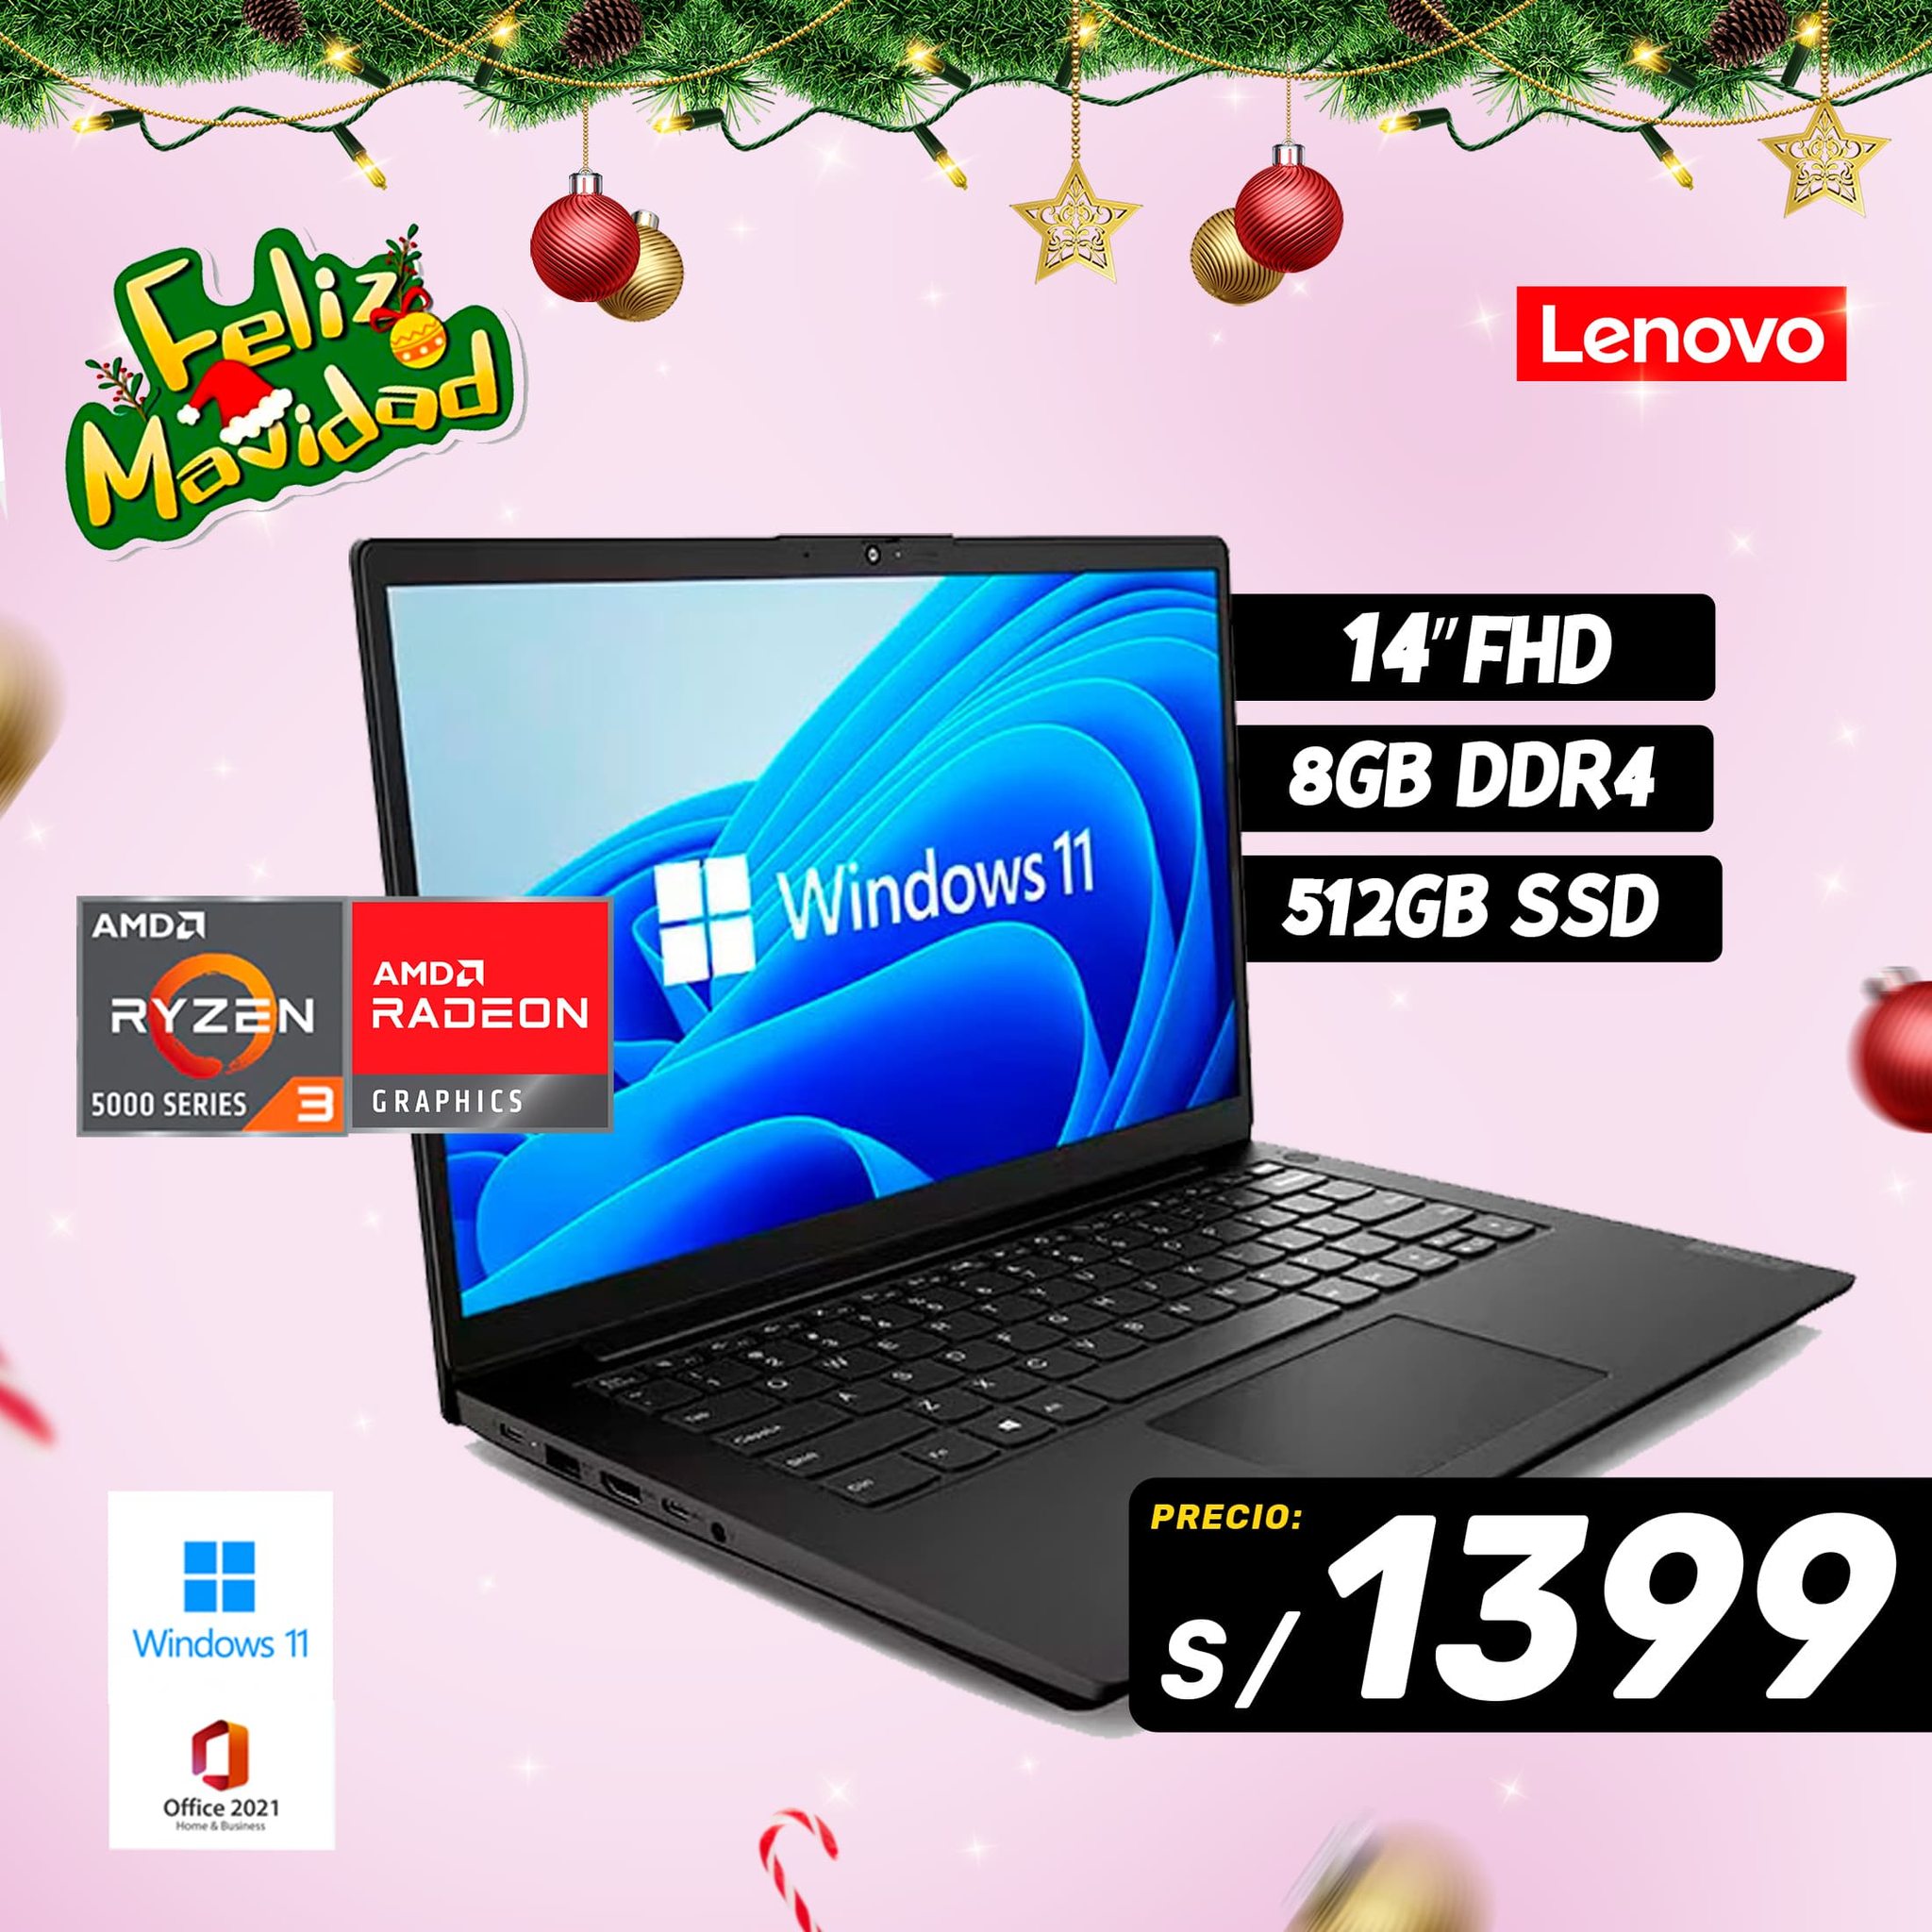 Feliz
Navidad
Lenovo
14" FHD
8GB DDR4
512GB SSD
Windows 11
AMD
RYZEN
5000 SERIES 3
AMD
RADEON
GRAPHICS
PRECIO:
S/1399
Windows 11
Office 2021
Home & Business